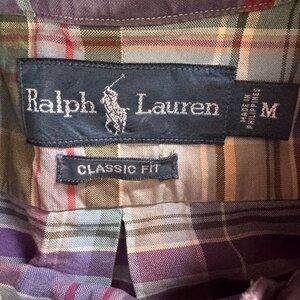 Ralph Lauren
MADE IN
PHILIPPINES
M
CLASSIC FIT